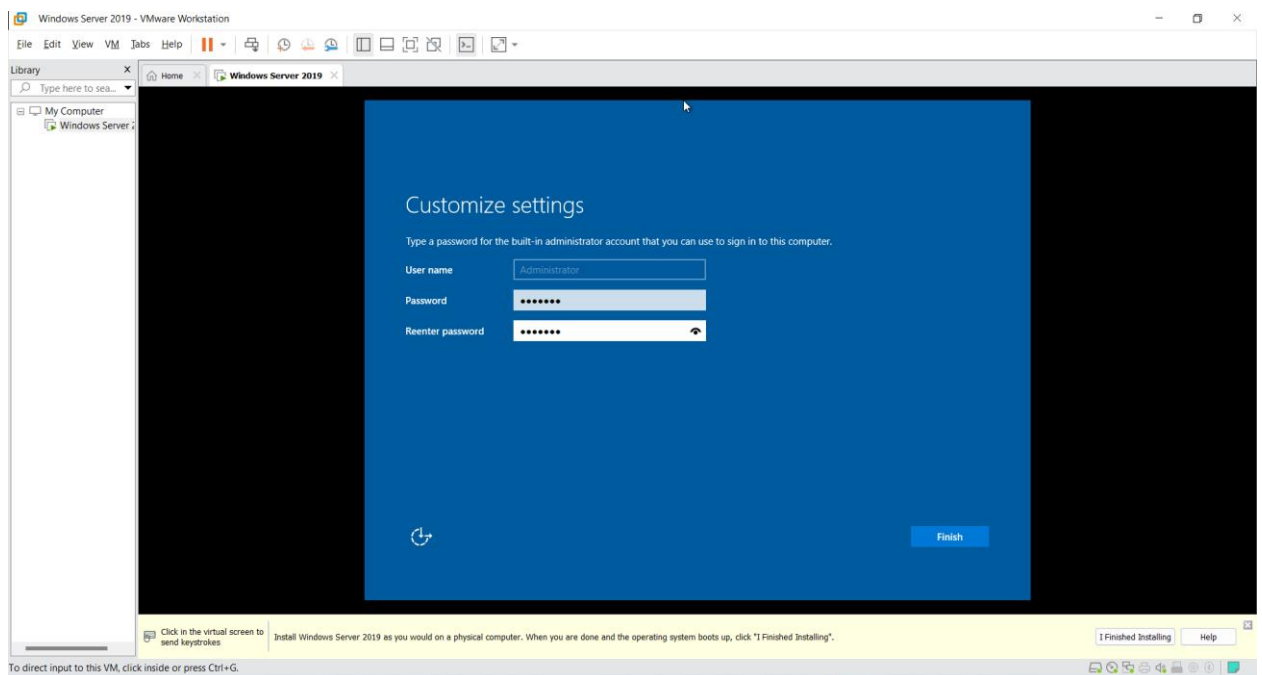 Windows Server 2019 - VMware Workstation
File Edit View VM Tabs Help
Library X
Home
Windows Server 2019
Type here to sea...
My Computer
Windows Server 2
Customize settings
Type a password for the built-in administrator account that you can use to sign in to this computer.
User name Administrator
Password •••••••
Reenter password •••••••
Finish
Click in the virtual screen to
send keystrokes
Install Windows Server 2019 as you would on a physical computer. When you are done and the operating system boots up, click "I Finished Installing".
I Finished Installing Help
To direct input to this VM, click inside or press Ctrl+G.